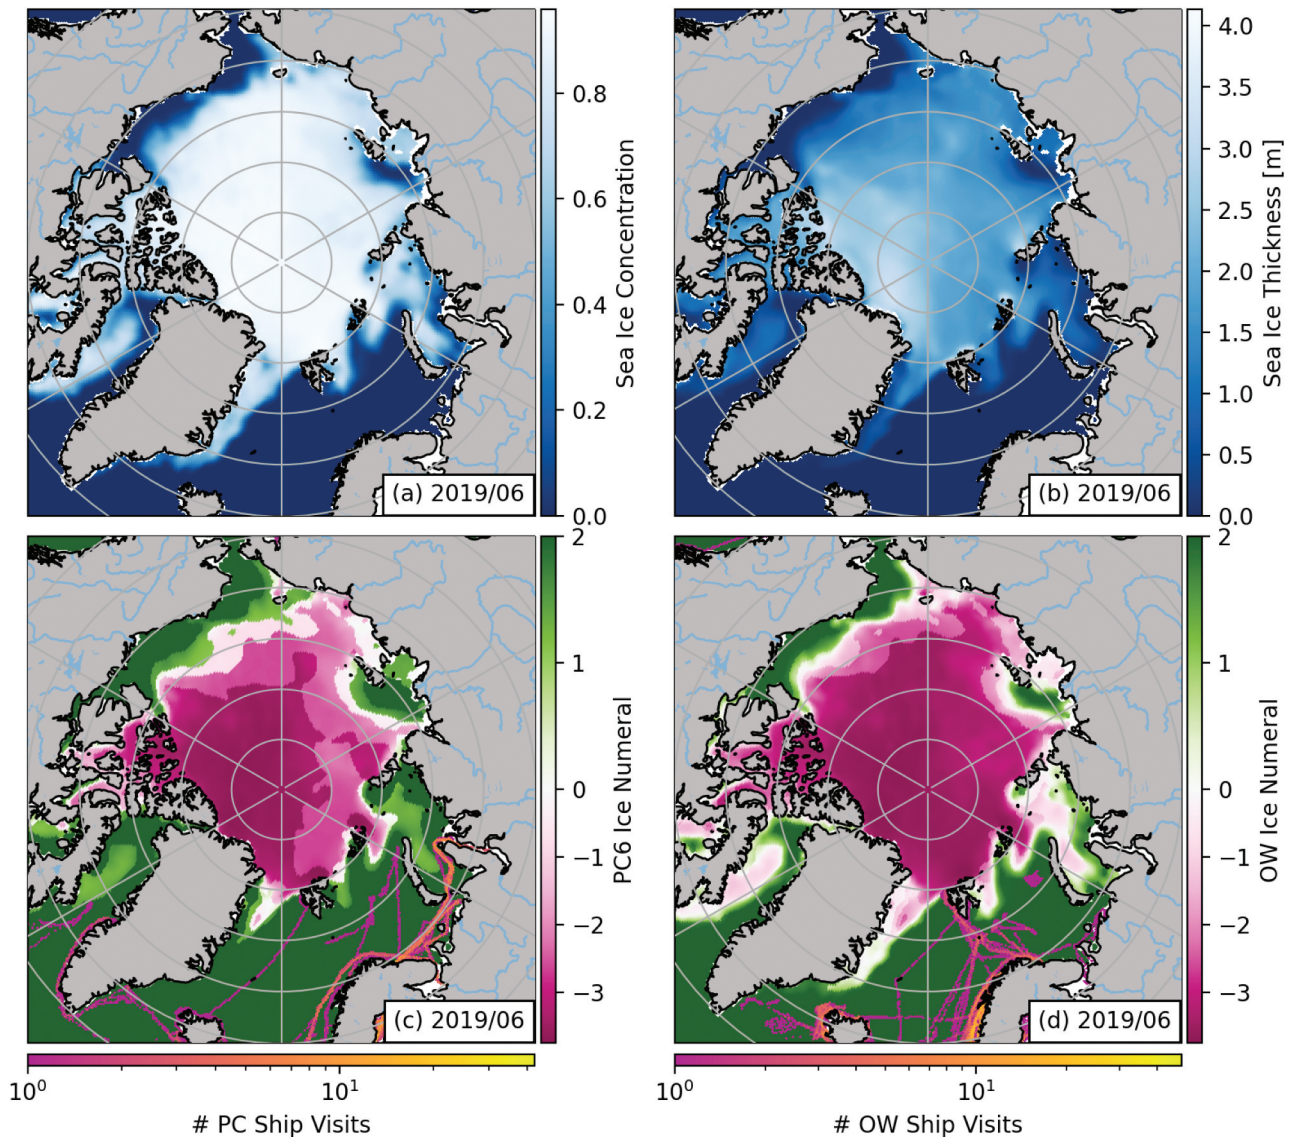 0.8
0.6
0.4
0.2
0.0
Sea Ice Concentration
(a) 2019/06
4.0
3.5
3.0
2.5
2.0
1.5
1.0
0.5
0.0
Sea Ice Thickness [m]
(b) 2019/06
2
1
0
−1
−2
−3
PC6 Ice Numeral
(c) 2019/06
2
1
0
−1
−2
−3
OW Ice Numeral
(d) 2019/06
10⁰ 10¹
# PC Ship Visits
10⁰ 10¹
# OW Ship Visits